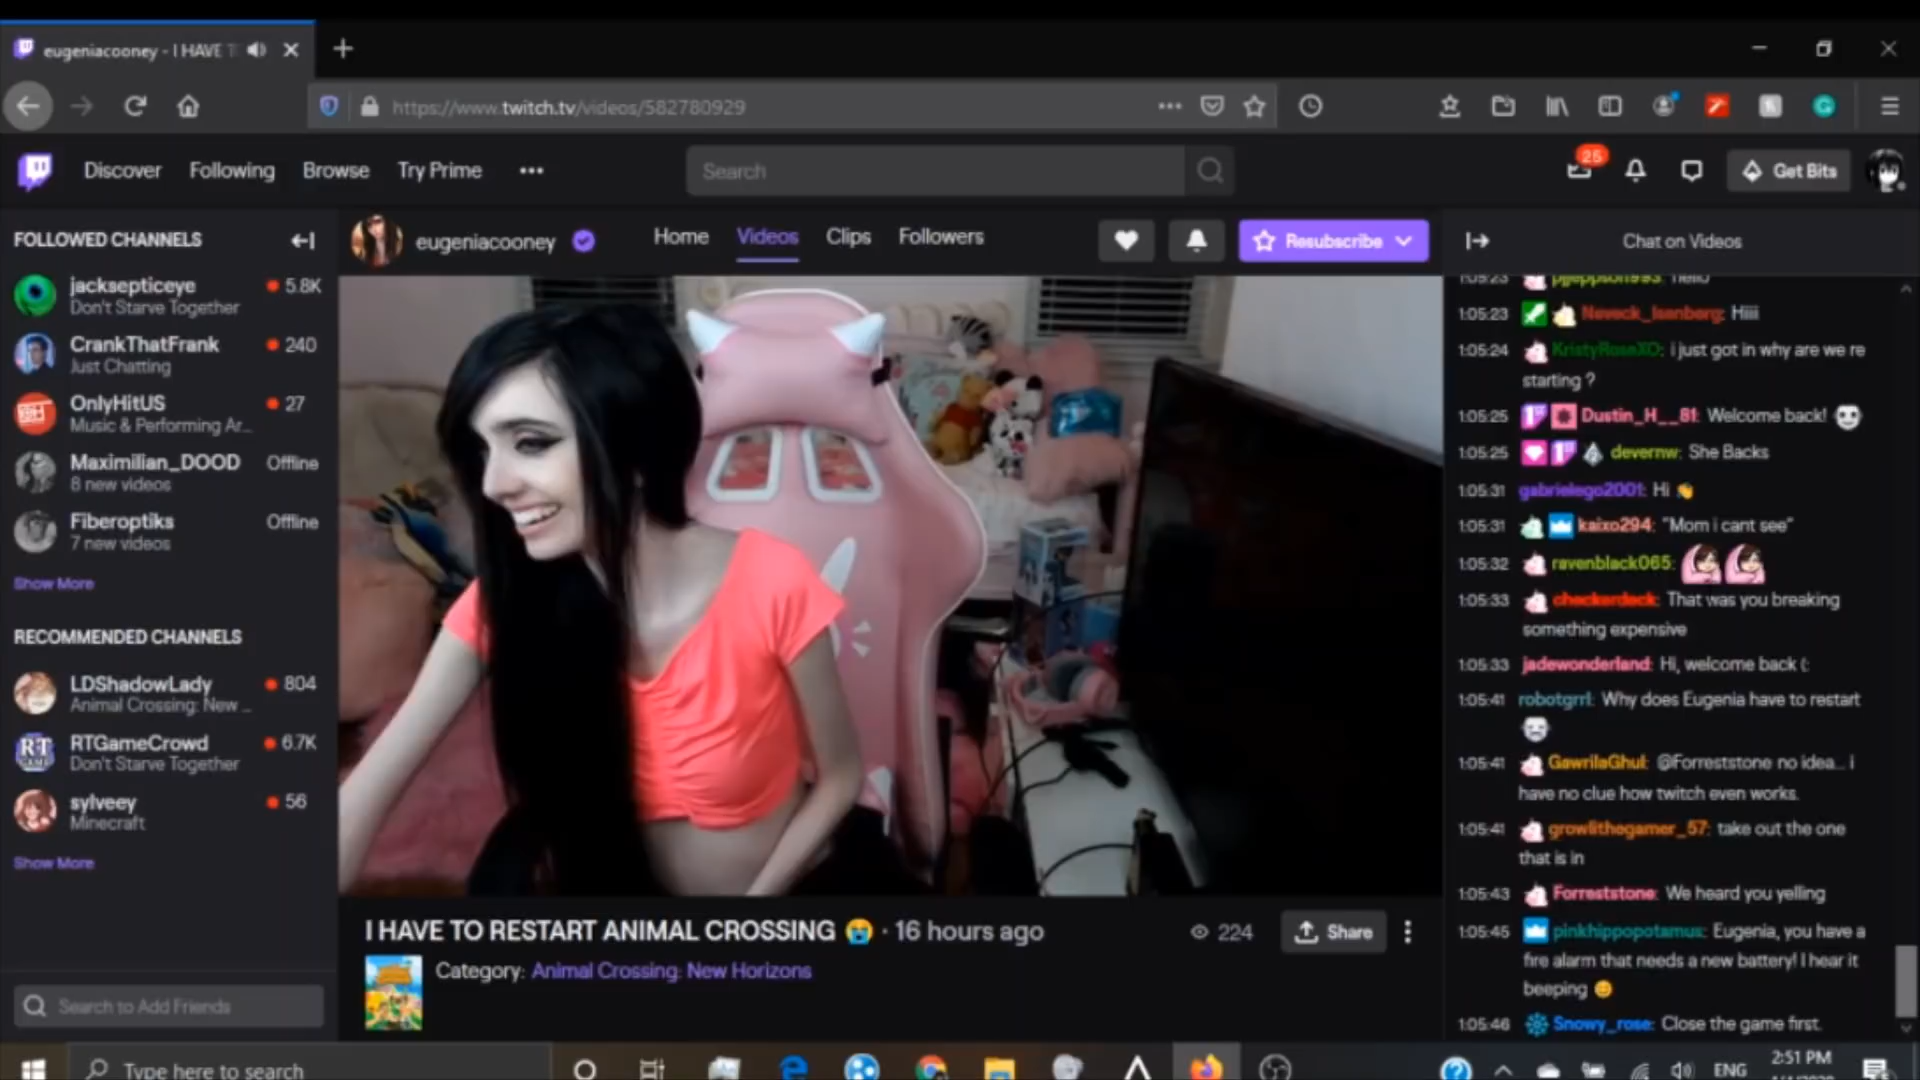 eugeniacooney - I HAVE T
https://www.twitch.tv/videos/582780929
Discover
Following
Browse
Try Prime
Search
25
Get Bits
FOLLOWED CHANNELS
jacksepticeye
5.8K
Don't Starve Together
CrankThatFrank
240
Just Chatting
OnlyHitUS
27
Music & Performing Ar...
Maximilian_DOOD
Offline
8 new videos
Fiberoptiks
Offline
7 new videos
Show More
RECOMMENDED CHANNELS
LDShadowLady
804
Animal Crossing: New ...
RTGameCrowd
6.7K
Don't Starve Together
sylveey
56
Minecraft
Show More
Search to Add Friends
eugeniacooney
Home
Videos
Clips
Followers
Resubscribe
I HAVE TO RESTART ANIMAL CROSSING 😭 · 16 hours ago
224
Share
Category: Animal Crossing: New Horizons
Chat on Videos
1:05:23 pjjeppson993: hello
1:05:23 Neveck_Isenberg: Hiii
1:05:24 KristyRoseXO: i just got in why are we re
starting ?
1:05:25 Dustin_H__81: Welcome back!
1:05:25 devernw: She Backs
1:05:31 gabrielego2001: Hi 👋
1:05:31 kaixo294: "Mom i cant see"
1:05:32 ravenblack065:
1:05:33 checkerdeck: That was you breaking
something expensive
1:05:33 jadewonderland: Hi, welcome back (:
1:05:41 robotgrrl: Why does Eugenia have to restart
1:05:41 GawrilaGhul: @Forreststone no idea... i
have no clue how twitch even works.
1:05:41 growlithegamer_57: take out the one
that is in
1:05:43 Forreststone: We heard you yelling
1:05:45 pinkhippopotamus: Eugenia, you have a
fire alarm that needs a new battery! I hear it
beeping 😊
1:05:46 Snowy_rose: Close the game first.
Type here to search
ENG
2:51 PM